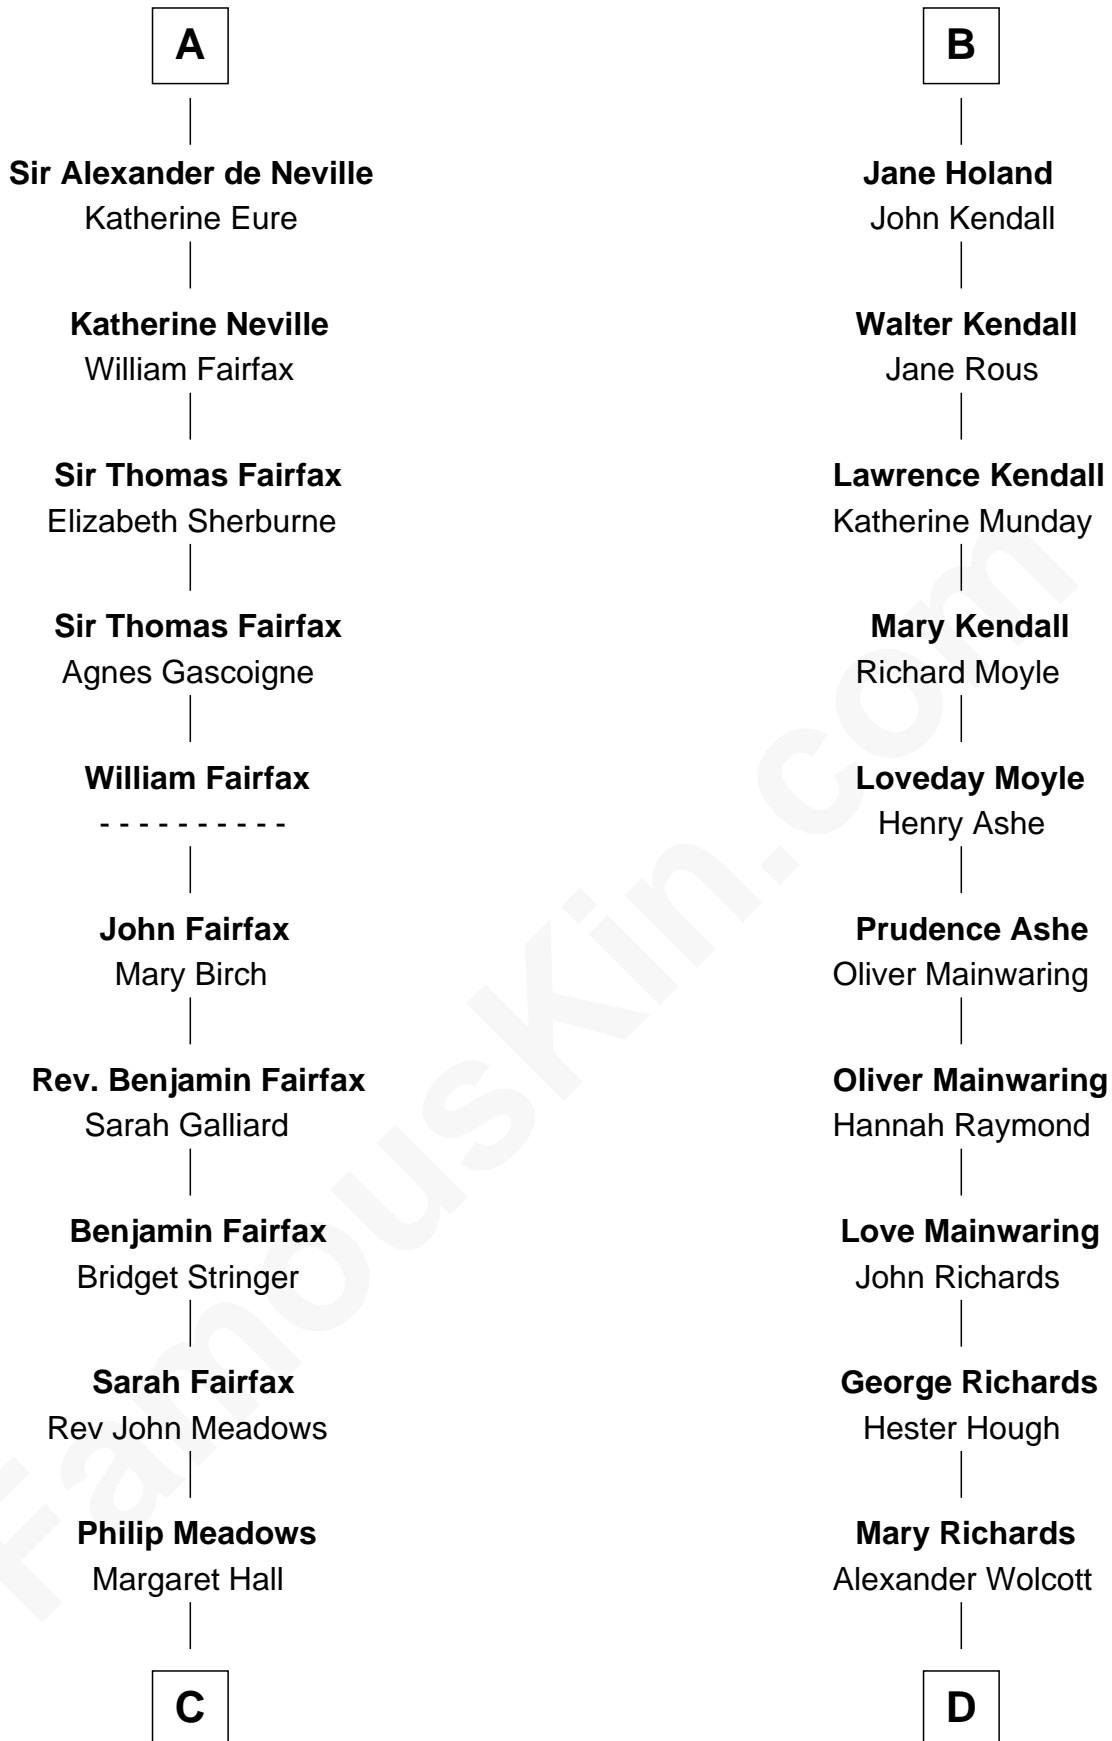 A
Sir Alexander de Neville
Katherine Eure
Katherine Neville
William Fairfax
Sir Thomas Fairfax
Elizabeth Sherburne
Sir Thomas Fairfax
Agnes Gascoigne
William Fairfax
- - - - - - - - - -
John Fairfax
Mary Birch
Rev. Benjamin Fairfax
Sarah Galliard
Benjamin Fairfax
Bridget Stringer
Sarah Fairfax
Rev John Meadows
Philip Meadows
Margaret Hall
C
B
Jane Holand
John Kendall
Walter Kendall
Jane Rous
Lawrence Kendall
Katherine Munday
Mary Kendall
Richard Moyle
Loveday Moyle
Henry Ashe
Prudence Ashe
Oliver Mainwaring
Oliver Mainwaring
Hannah Raymond
Love Mainwaring
John Richards
George Richards
Hester Hough
Mary Richards
Alexander Wolcott
D
FamousKin.com